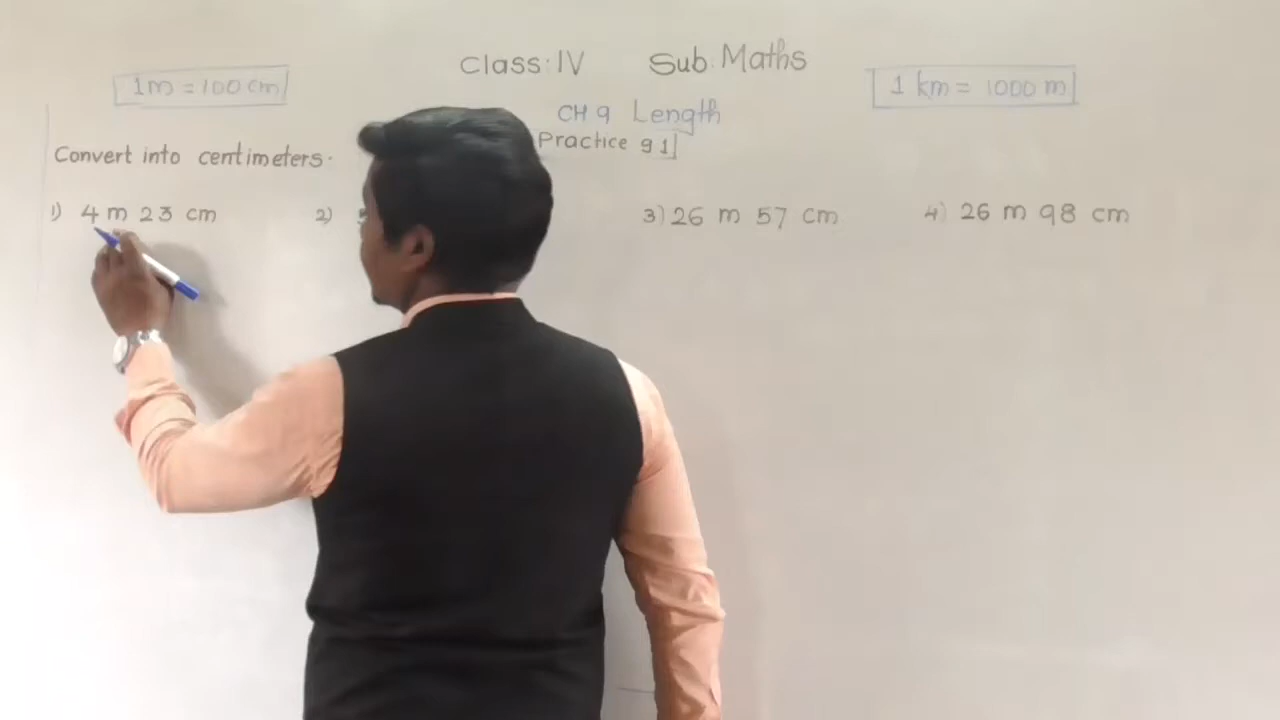 Class: IV Sub: Maths
1 m = 100 cm
1 km = 1000 m
CH 9 Length
Practice 9.1
Convert into centimeters.
1) 4 m 23 cm
2)
3) 26 m 57 cm
4) 26 m 98 cm